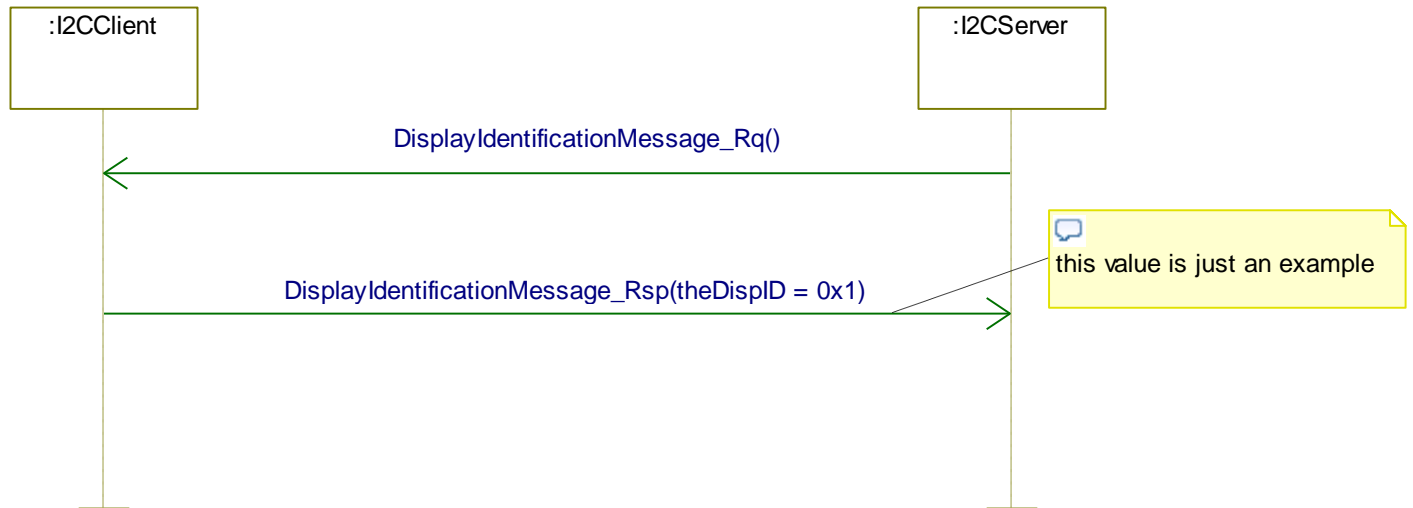 :I2CClient
:I2CServer
DisplayIdentificationMessage_Rq()
this value is just an example
DisplayIdentificationMessage_Rsp(theDispID = 0x1)